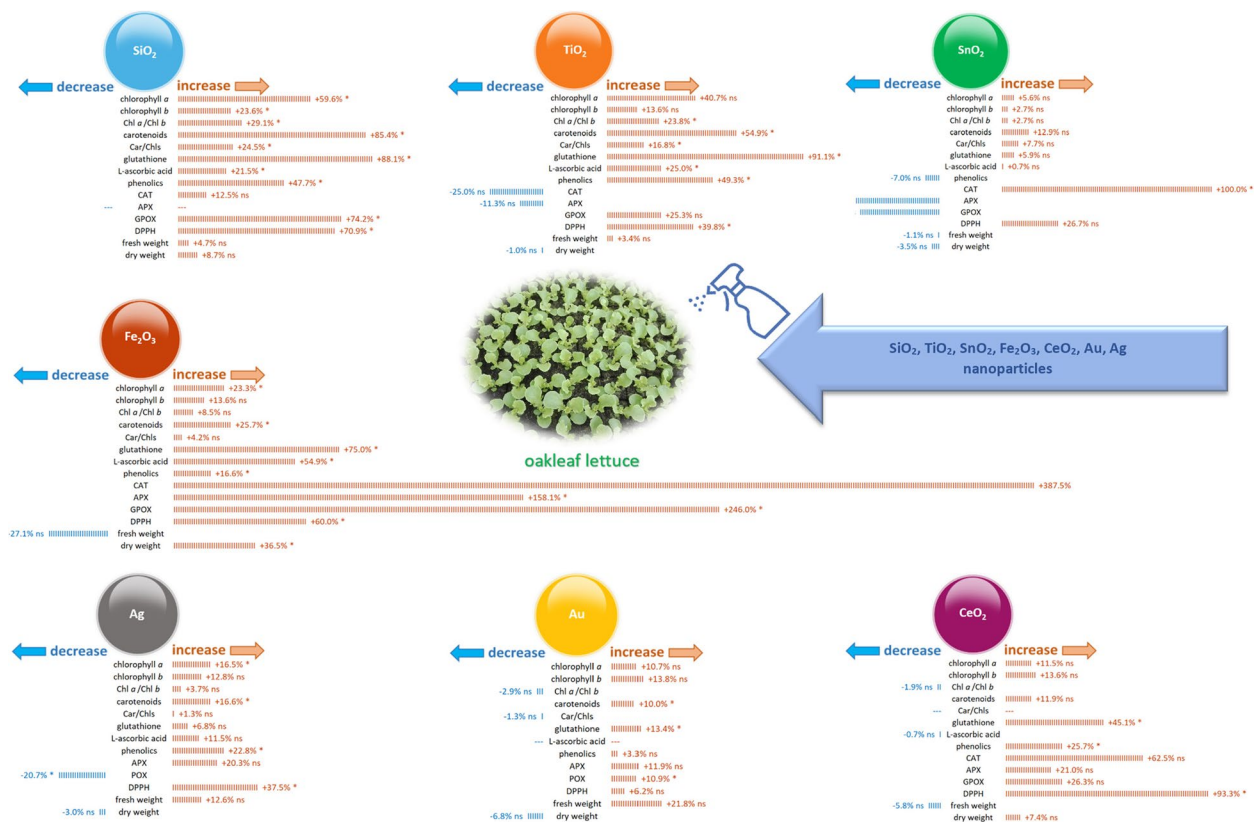 SiO₂
decrease increase
chlorophyll a +59.6% *
chlorophyll b +23.6% *
Chl a/Chl b +29.1% *
carotenoids +85.4% *
Car/Chls +24.5% *
glutathione +88.1% *
L-ascorbic acid +21.5% *
phenolics +47.7% *
CAT +12.5% ns
--- APX ---
GPOX +74.2% *
DPPH +70.9% *
fresh weight +4.7% ns
dry weight +8.7% ns
TiO₂
decrease increase
chlorophyll a +40.7% ns
chlorophyll b +13.6% ns
Chl a/Chl b +23.8% *
carotenoids +54.9% *
Car/Chls +16.8% *
glutathione +91.1% *
L-ascorbic acid +25.0% *
phenolics +49.3% *
-25.0% ns CAT
-11.3% ns APX
GPOX +25.3% ns
DPPH +39.8% *
fresh weight +3.4% ns
-1.0% ns dry weight
SnO₂
decrease increase
chlorophyll a +5.6% ns
chlorophyll b +2.7% ns
Chl a/Chl b +2.7% ns
carotenoids +12.9% ns
Car/Chls +7.7% ns
glutathione +5.9% ns
L-ascorbic acid +0.7% ns
-7.0% ns phenolics
CAT +100.0% *
APX
GPOX
DPPH +26.7% ns
-1.1% ns fresh weight
-3.5% ns dry weight
Fe₂O₃
decrease increase
chlorophyll a +23.3% *
chlorophyll b +13.6% ns
Chl a/Chl b +8.5% ns
carotenoids +25.7% *
Car/Chls +4.2% ns
glutathione +75.0% *
L-ascorbic acid +54.9% *
phenolics +16.6% *
CAT +387.5%
APX +158.1% *
GPOX +246.0% *
DPPH +60.0% *
-27.1% ns fresh weight
dry weight +36.5% *
oakleaf lettuce
SiO₂, TiO₂, SnO₂, Fe₂O₃, CeO₂, Au, Ag
nanoparticles
Ag
decrease increase
chlorophyll a +16.5% *
chlorophyll b +12.8% ns
Chl a/Chl b +3.7% ns
carotenoids +16.6% *
Car/Chls +1.3% ns
glutathione +6.8% ns
L-ascorbic acid +11.5% ns
phenolics +22.8% *
APX +20.3% ns
-20.7% * POX
DPPH +37.5% *
fresh weight +12.6% ns
-3.0% ns dry weight
Au
decrease increase
chlorophyll a +10.7% ns
chlorophyll b +13.8% ns
-2.9% ns Chl a/Chl b
carotenoids +10.0% *
-1.3% ns Car/Chls
glutathione +13.4% *
--- L-ascorbic acid ---
phenolics +3.3% ns
APX +11.9% ns
POX +10.9% *
DPPH +6.2% ns
fresh weight +21.8% ns
-6.8% ns dry weight
CeO₂
decrease increase
chlorophyll a +11.5% ns
chlorophyll b +13.6% ns
-1.9% ns Chl a/Chl b
carotenoids +11.9% ns
--- Car/Chls ---
glutathione +45.1% *
-0.7% ns L-ascorbic acid
phenolics +25.7% *
CAT +62.5% ns
APX +21.0% ns
GPOX +26.3% ns
DPPH +93.3% *
-5.8% ns fresh weight
dry weight +7.4% ns